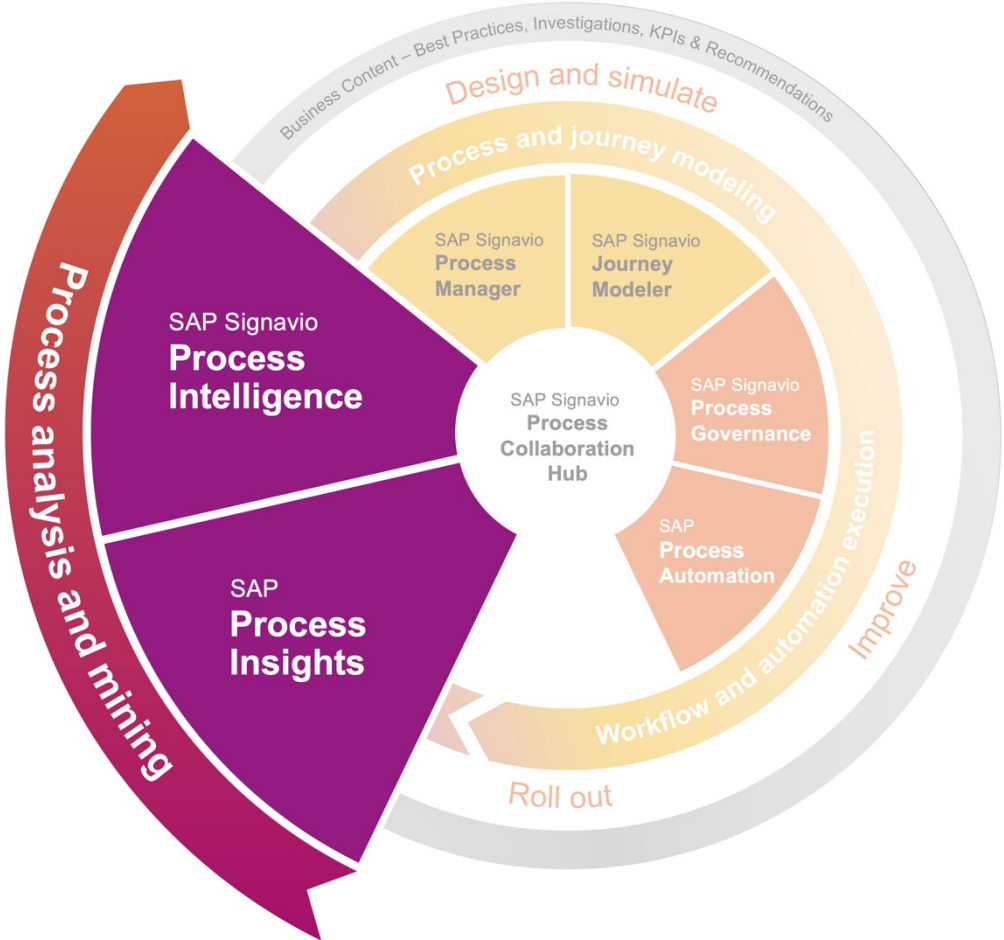 Business Content – Best Practices, Investigations, KPIs & Recommendations
Design and simulate
Process and journey modeling
SAP Signavio
Process
Manager
SAP Signavio
Journey
Modeler
Process analysis and mining
SAP Signavio
Process
Intelligence
SAP Signavio
Process
Collaboration
Hub
SAP Signavio
Process
Governance
SAP
Process
Automation
SAP
Process
Insights
Workflow and automation execution
Improve
Roll out